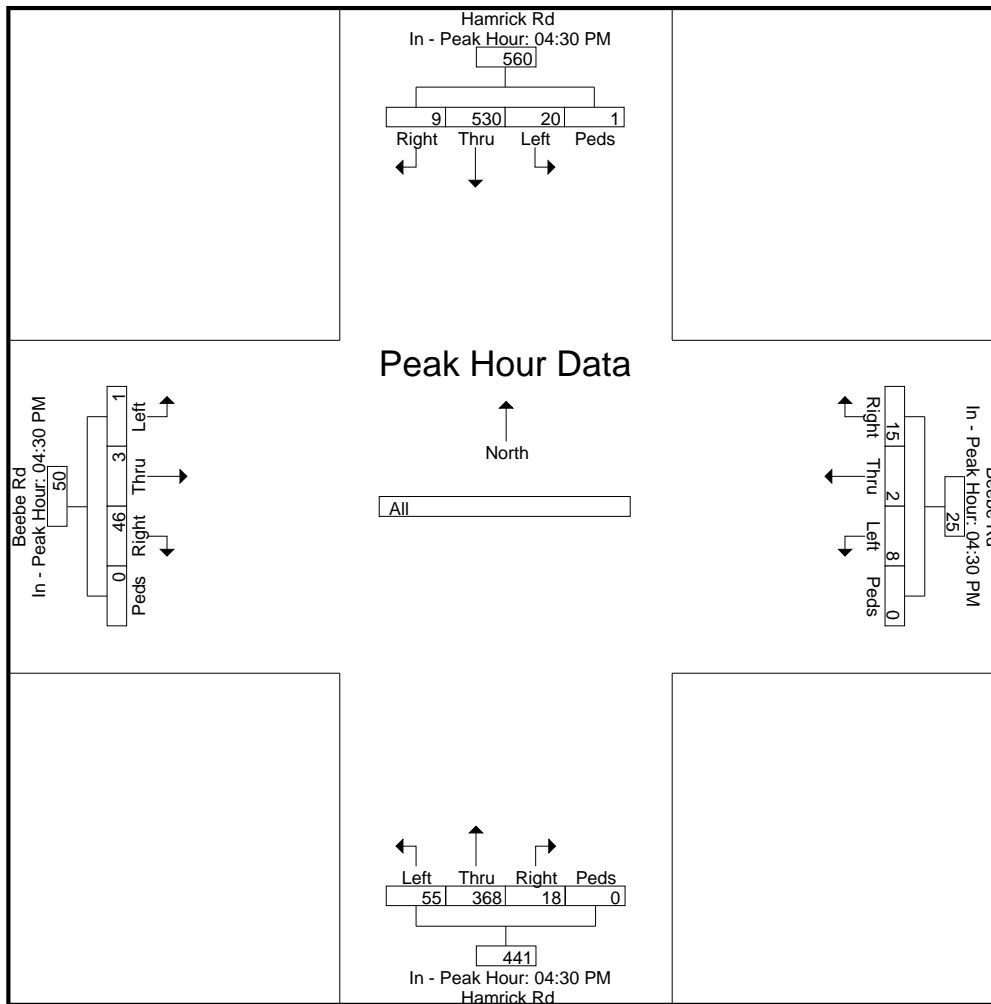 Hamrick Rd
In - Peak Hour: 04:30 PM
560
9 530 20 1
Right Thru Left Peds
Peak Hour Data
North
All
Beebe Rd
In - Peak Hour: 04:30 PM
50
1 3 46 0
Left Thru Right Peds
Right Thru Left Peds
15 2 8 0
25
In - Peak Hour: 04:30 PM
Beebe Rd
Left Thru Right Peds
55 368 18 0
441
In - Peak Hour: 04:30 PM
Hamrick Rd